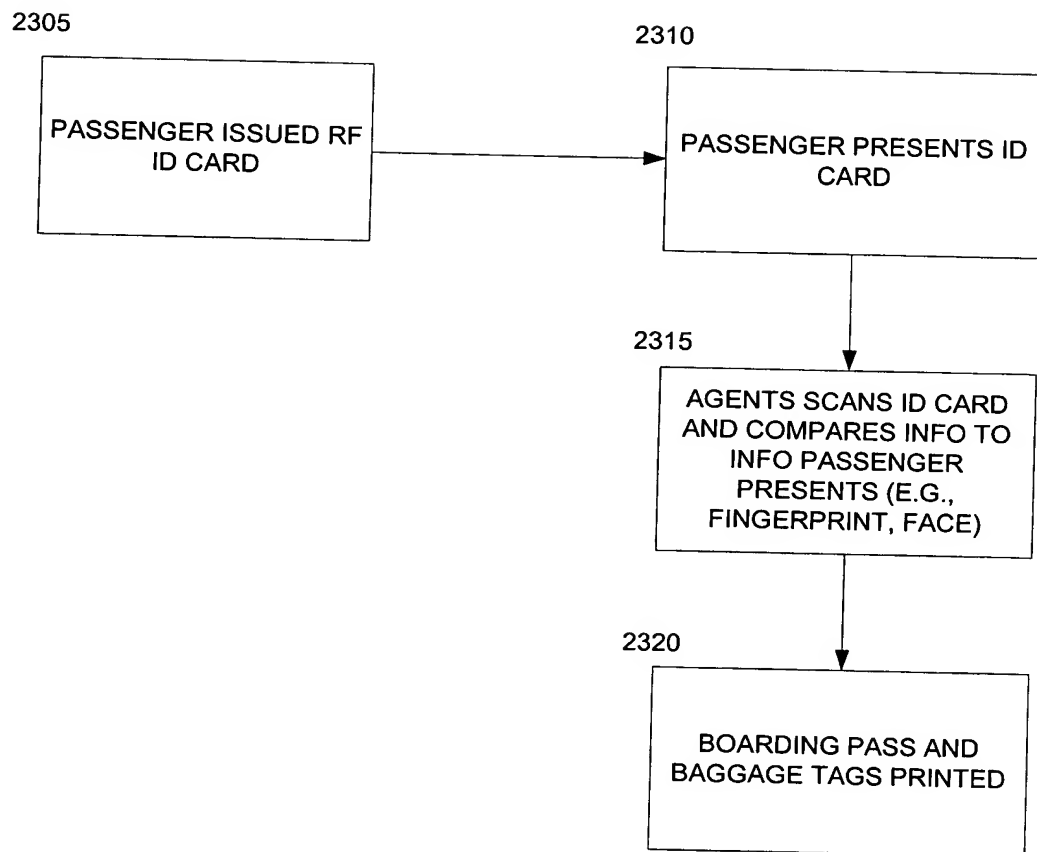 2305
PASSENGER ISSUED RF
ID CARD
2310
PASSENGER PRESENTS ID
CARD
2315
AGENTS SCANS ID CARD
AND COMPARES INFO TO
INFO PASSENGER
PRESENTS (E.G.,
FINGERPRINT, FACE)
2320
BOARDING PASS AND
BAGGAGE TAGS PRINTED